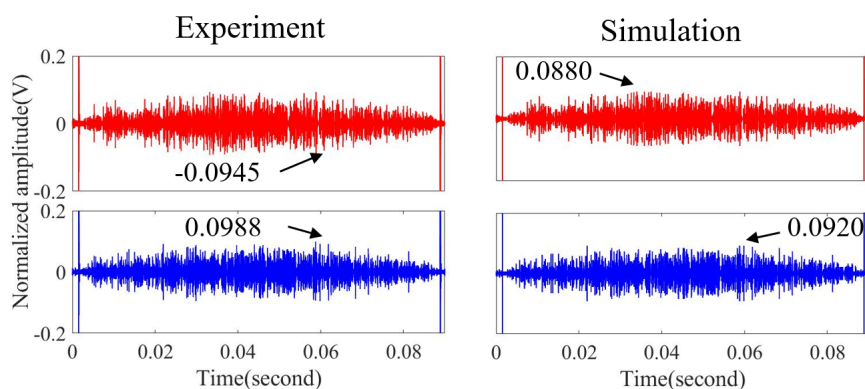 Experiment
Simulation
Normalized amplitude(V)
0.2
0
-0.2
-0.0945
0.0880
0.2
0
-0.2
0.0988
0.0920
0 0.02 0.04 0.06 0.08
0 0.02 0.04 0.06 0.08
Time(second)
Time(second)